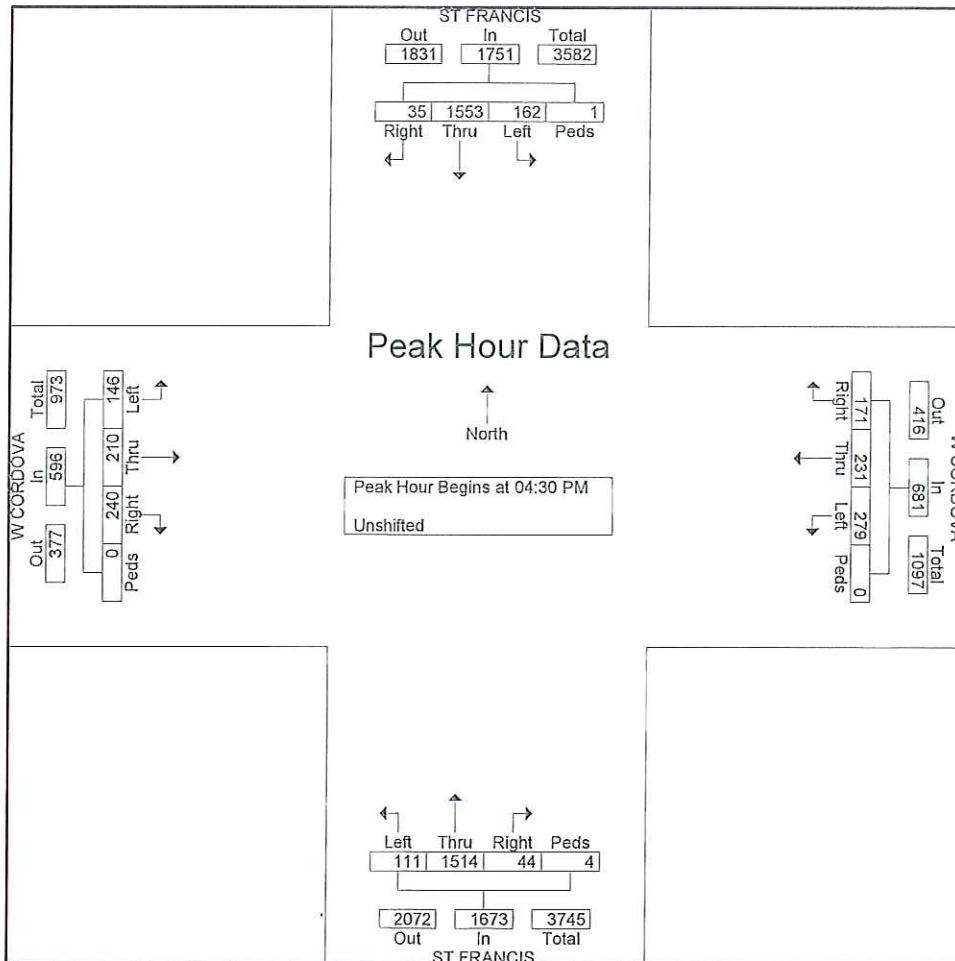 ST FRANCIS
Out In Total
1831 1751 3582
35 1553 162 1
Right Thru Left Peds
Peak Hour Data
North
Peak Hour Begins at 04:30 PM
Unshifted
W CORDOVA
Out In Total
377 596 973
146 210 240 0
Left Thru Right Peds
W CORDOVA
Out In Total
416 681 1097
171 231 279 0
Right Thru Left Peds
Left Thru Right Peds
111 1514 44 4
2072 1673 3745
Out In Total
ST FRANCIS